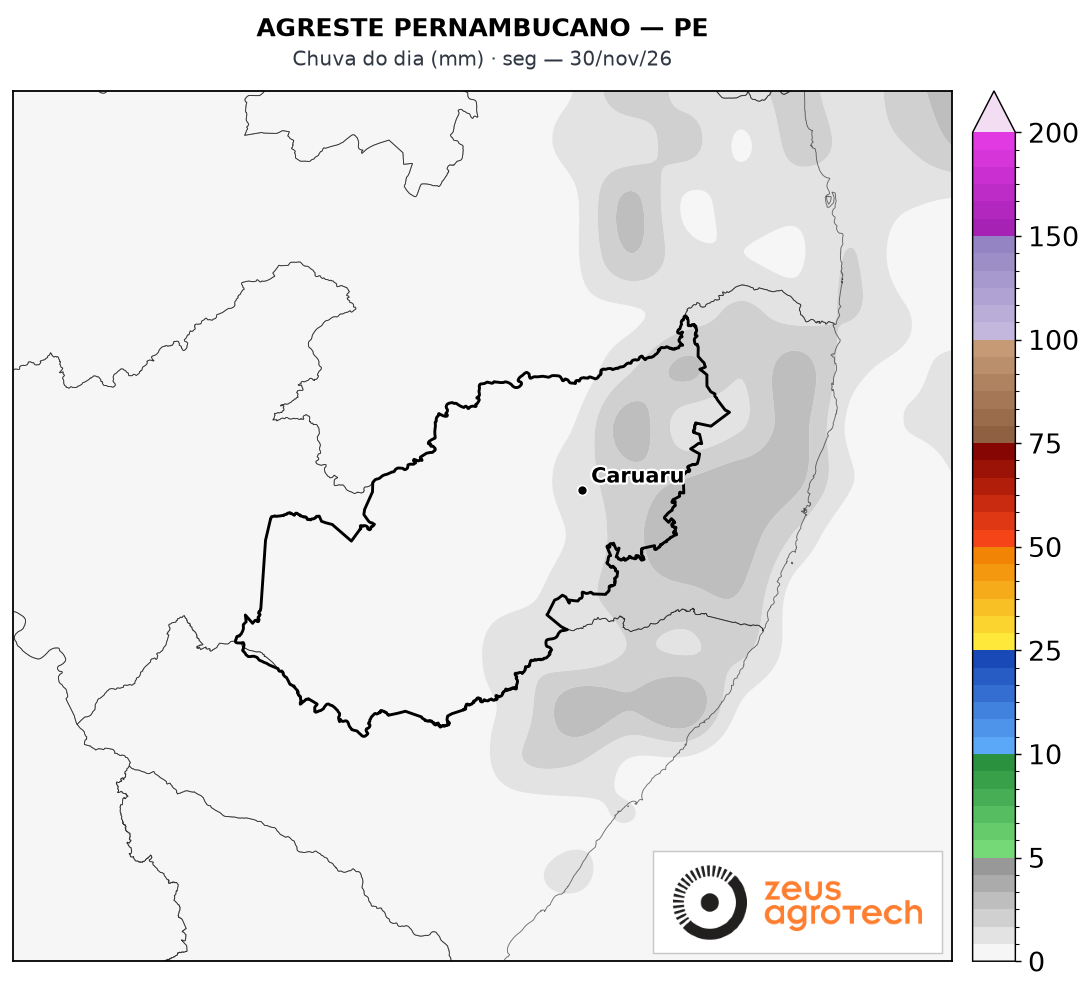 AGRESTE PERNAMBUCANO — PE
Chuva do dia (mm) · seg — 30/nov/26
200
150
100
75
50
25
10
5
0
Caruaru
zeus
agrotech